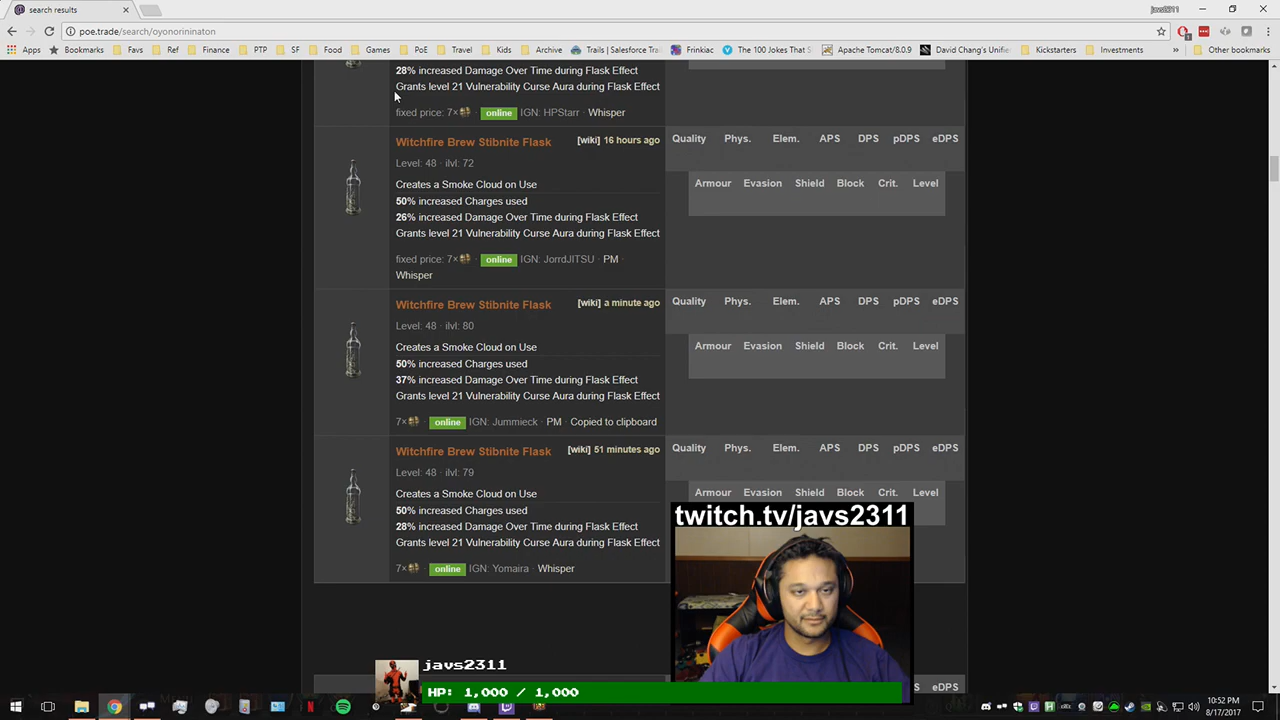 search results
javs2311
poe.trade/search/oyonorininaton
Apps Bookmarks Favs Ref Finance PTP SF Food Games PoE Travel Archive Trails | Salesforce Trai Frinkiac The 100 Jokes That S Apache Tomcat/8.0.9 David Chang's Unifie Kickstarters Investments » Other bookmarks
28% increased Damage Over Time during Flask Effect
Grants level 21 Vulnerability Curse Aura during Flask Effect
fixed price: 7× · online IGN: HPStarr · Whisper
Witchfire Brew Stibnite Flask [wiki] 16 hours ago
Quality Phys. Elem. APS DPS pDPS eDPS
Level: 48 · ilvl: 72
Creates a Smoke Cloud on Use
Armour Evasion Shield Block Crit. Level
50% increased Charges used
26% increased Damage Over Time during Flask Effect
Grants level 21 Vulnerability Curse Aura during Flask Effect
fixed price: 7× · online IGN: JorrdJITSU · PM ·
Whisper
Witchfire Brew Stibnite Flask [wiki] a minute ago
Quality Phys. Elem. APS DPS pDPS eDPS
Level: 48 · ilvl: 80
Creates a Smoke Cloud on Use
Armour Evasion Shield Block Crit. Level
50% increased Charges used
37% increased Damage Over Time during Flask Effect
Grants level 21 Vulnerability Curse Aura during Flask Effect
7× · online IGN: Jummieck · PM · Copied to clipboard
Witchfire Brew Stibnite Flask [wiki] 51 minutes ago
Quality Phys. Elem. APS DPS pDPS eDPS
Level: 48 · ilvl: 79
Creates a Smoke Cloud on Use
Armour Evasion Shield Block Crit. Level
50% increased Charges used
28% increased Damage Over Time during Flask Effect
Grants level 21 Vulnerability Curse Aura during Flask Effect
7× · online IGN: Yomaira · Whisper
twitch.tv/javs2311
javs2311
HP: 1,000 / 1,000
eDPS
10:52 PM
8/17/2017